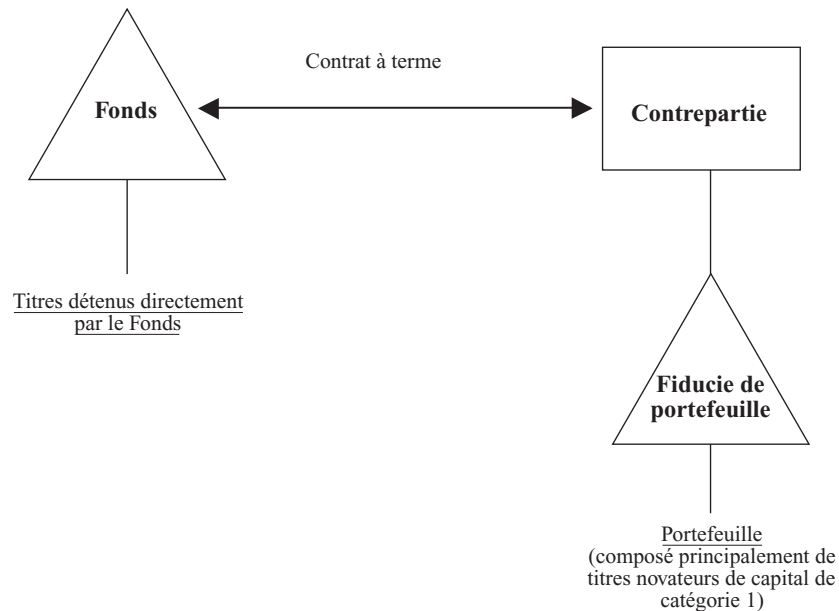 Contrat à terme
Fonds
Contrepartie
Titres détenus directement
par le Fonds
Fiducie de
portefeuille
Portefeuille
(composé principalement de
titres novateurs de capital de
catégorie 1)